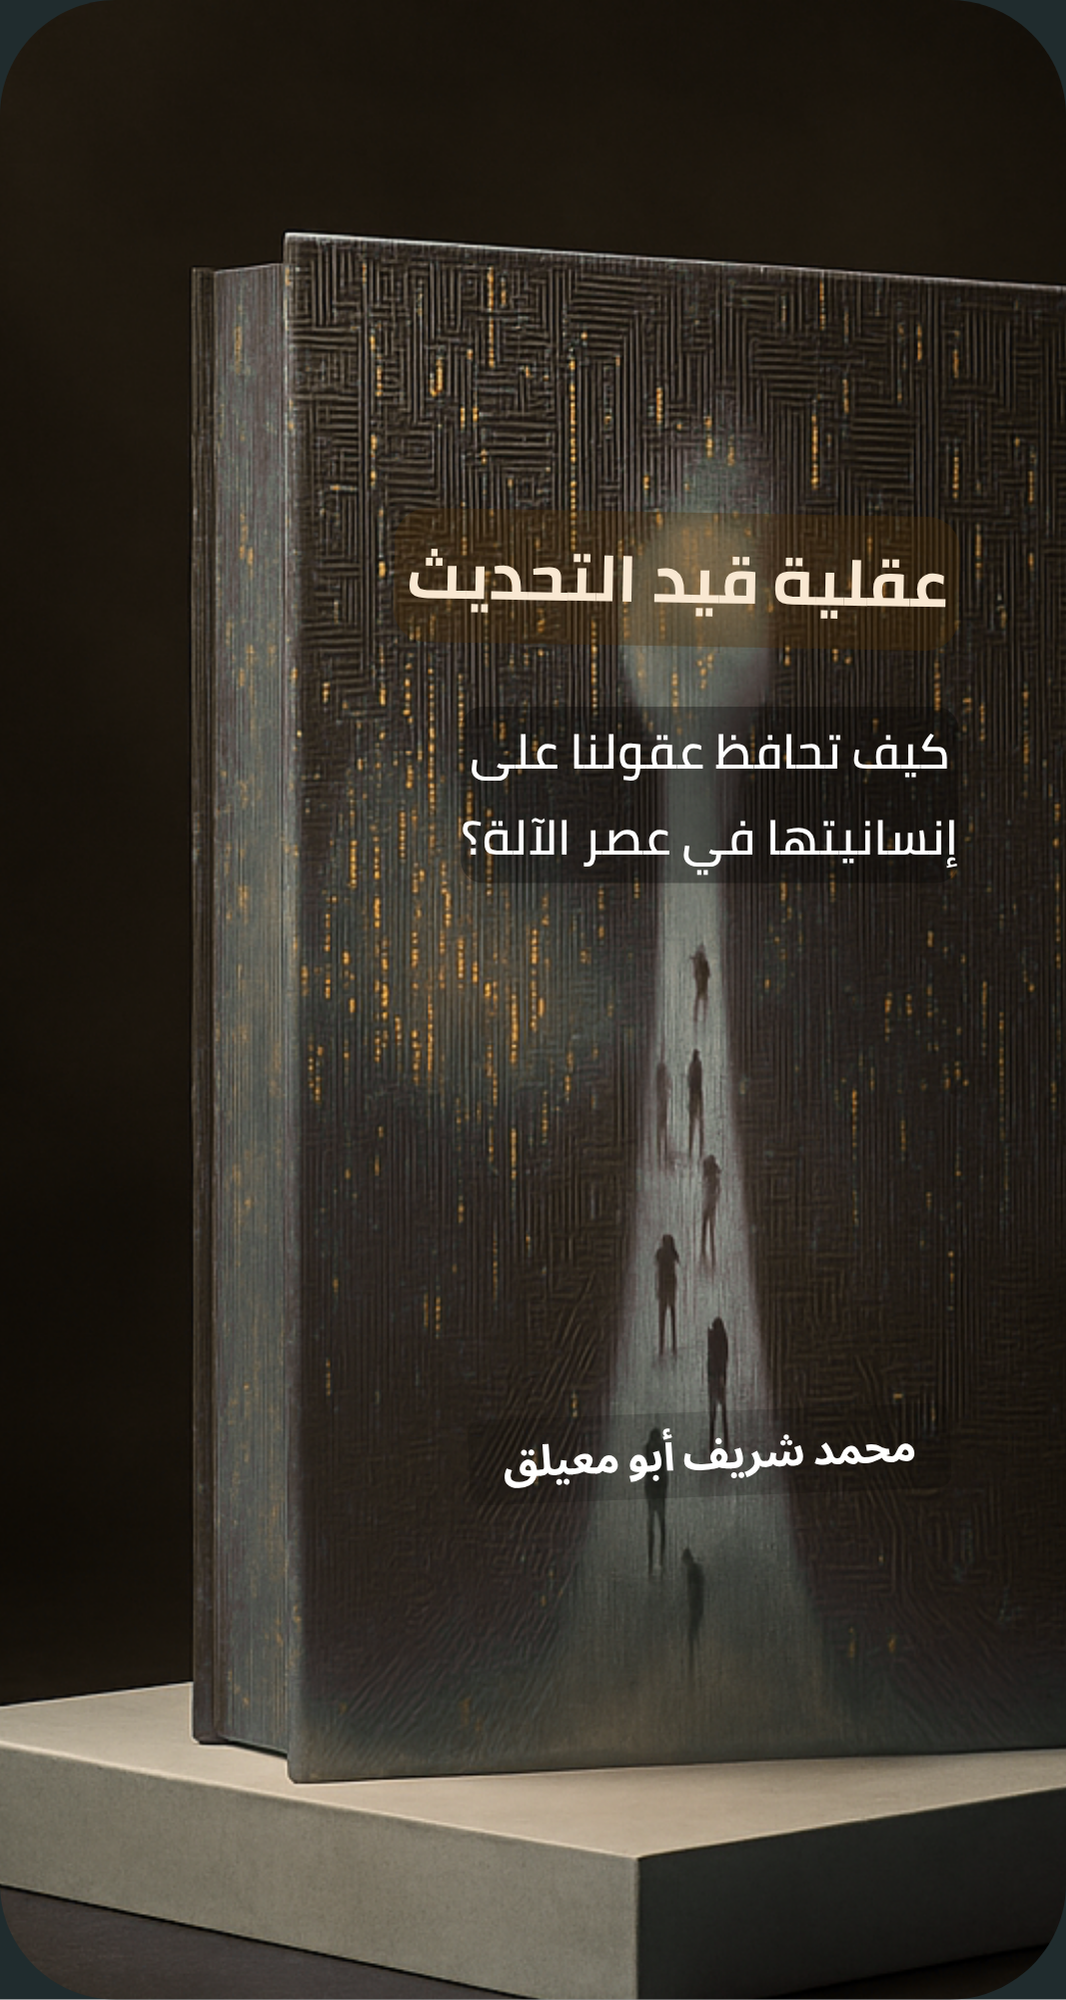 عقلية قيد التحديث
كيف تحافظ عقولنا على
إنسانيتها في عصر الآلة؟
محمد شريف أبو معيلق